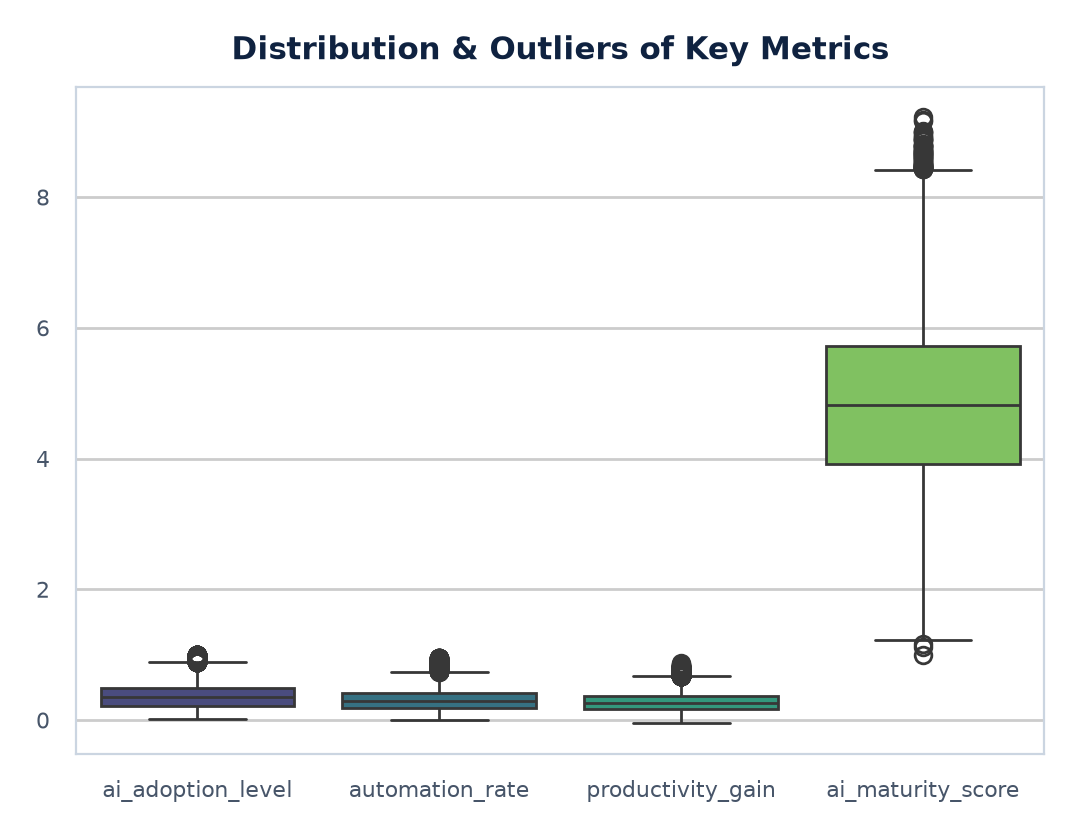 Distribution & Outliers of Key Metrics
8
6
4
2
0
ai_adoption_level automation_rate productivity_gain ai_maturity_score